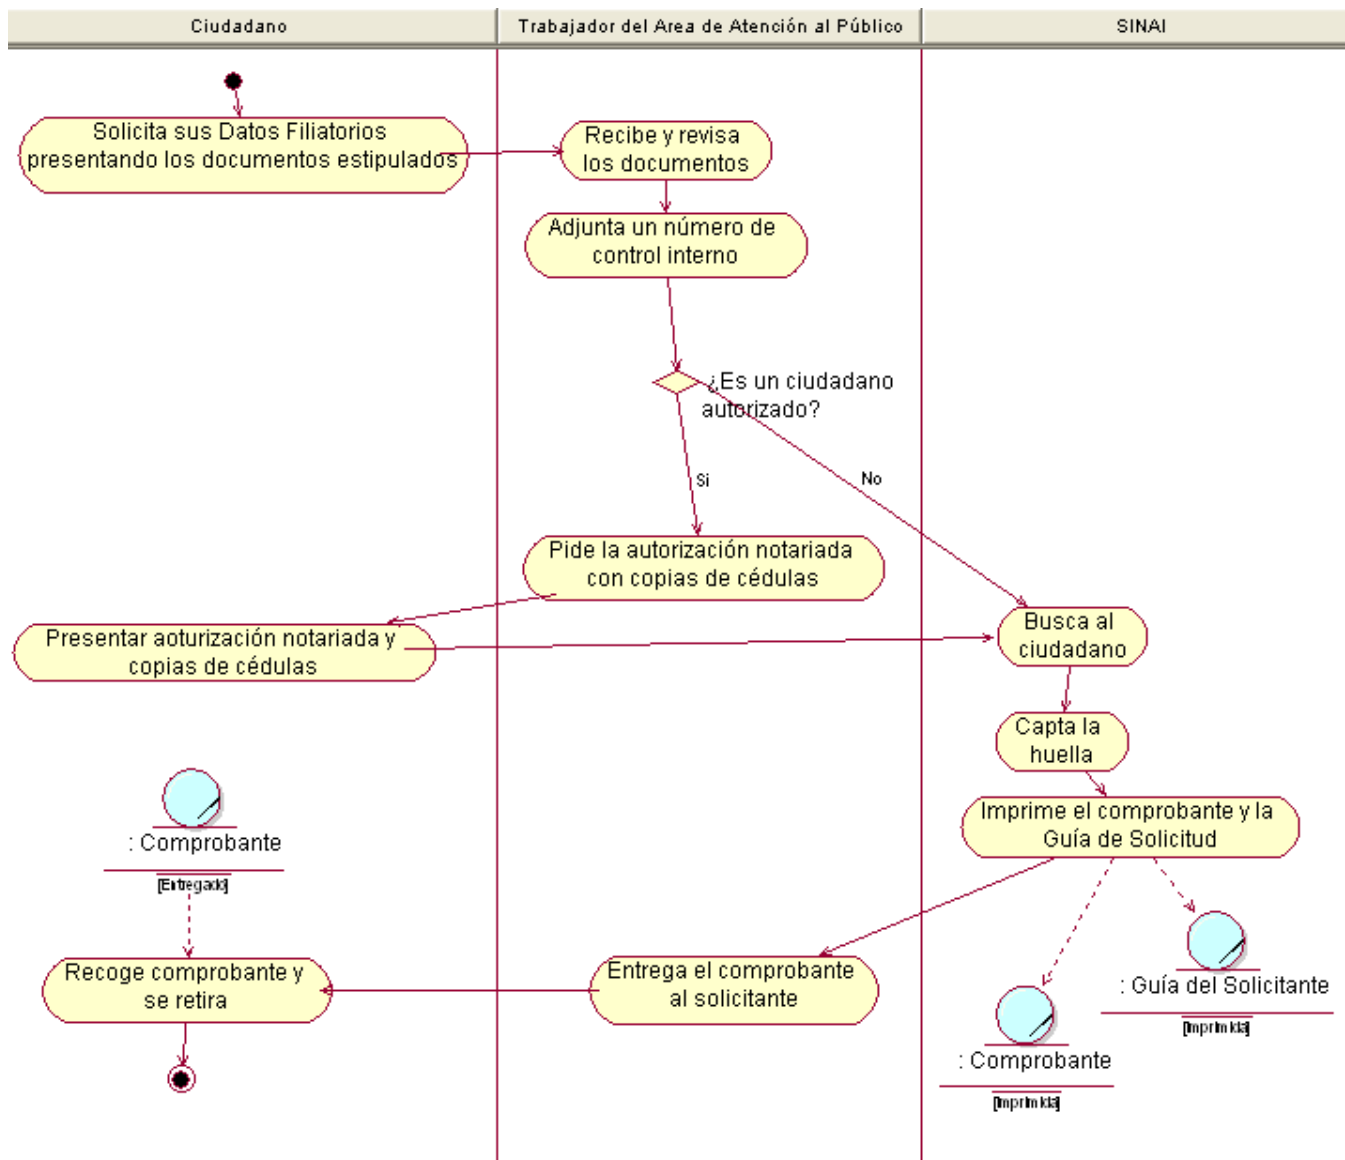 Ciudadano
Trabajador del Area de Atención al Público
SINAI
Solicita sus Datos Filiatorios
presentando los documentos estipulados
Recibe y revisa
los documentos
Adjunta un número de
control interno
¿Es un ciudadano
autorizado?
Si
No
Pide la autorización notariada
con copias de cédulas
Presentar aoturización notariada y
copias de cédulas
Busca al
ciudadano
Capta la
huella
Imprime el comprobante y la
Guía de Solicitud
: Comprobante
[Entregado]
Recoge comprobante y
se retira
Entrega el comprobante
al solicitante
: Guía del Solicitante
[Imprimida]
: Comprobante
[Imprimida]